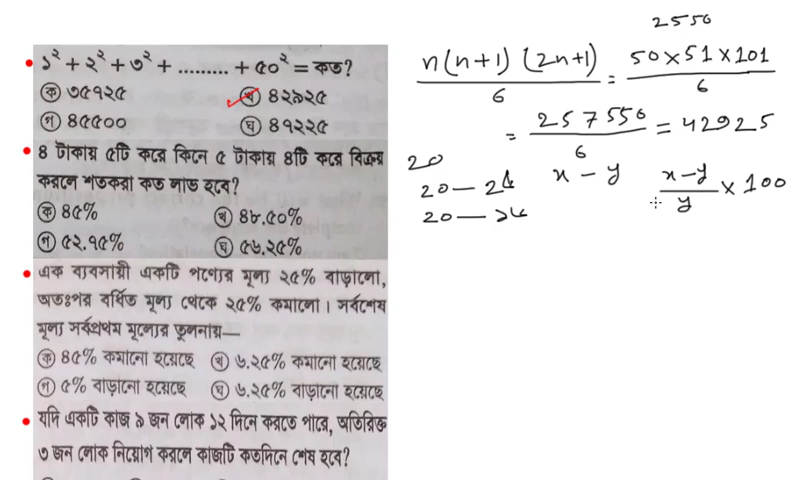 • ১² + ২² + ৩² + ......... + ৫০² = কত?
ক ৩৫৭২৫ খ ৪২৯২৫
গ ৪৫৫০০ ঘ ৪৭২২৫
• ৪ টাকায় ৫টি করে কিনে ৫ টাকায় ৪টি করে বিক্রয়
করলে শতকরা কত লাভ হবে?
ক ৪৫% খ ৪৮.৫০%
গ ৫২.৭৫% ঘ ৫৬.২৫%
• এক ব্যবসায়ী একটি পণ্যের মূল্য ২৫% বাড়ালো,
অতঃপর বর্ধিত মূল্য থেকে ২৫% কমালো। সর্বশেষ
মূল্য সর্বপ্রথম মূল্যের তুলনায়—
ক ৪৫% কমানো হয়েছে খ ৬.২৫% কমানো হয়েছে
গ ৫% বাড়ানো হয়েছে ঘ ৬.২৫% বাড়ানো হয়েছে
• যদি একটি কাজ ৯ জন লোক ১২ দিনে করতে পারে, অতিরিক্ত
৩ জন লোক নিয়োগ করলে কাজটি কতদিনে শেষ হবে?
2550
n(n+1) (2n+1) / 6 = 50×51×101 / 6
= 257550 / 6 = 42925
20
20 — 25 x - y x-y / y × 100
20 — ১৬